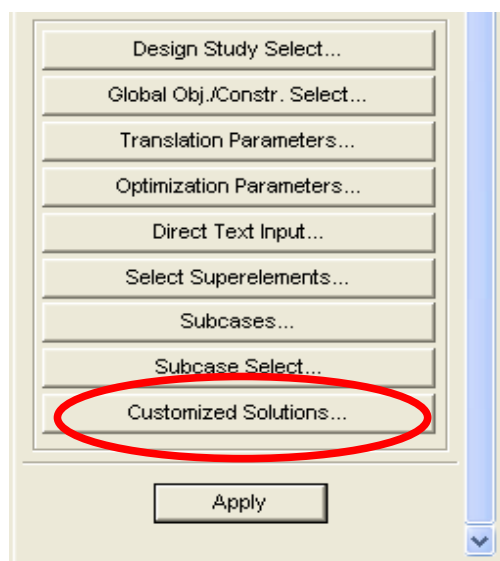 Design Study Select...
Global Obj./Constr. Select...
Translation Parameters...
Optimization Parameters...
Direct Text Input...
Select Superelements...
Subcases...
Subcase Select...
Customized Solutions...
Apply